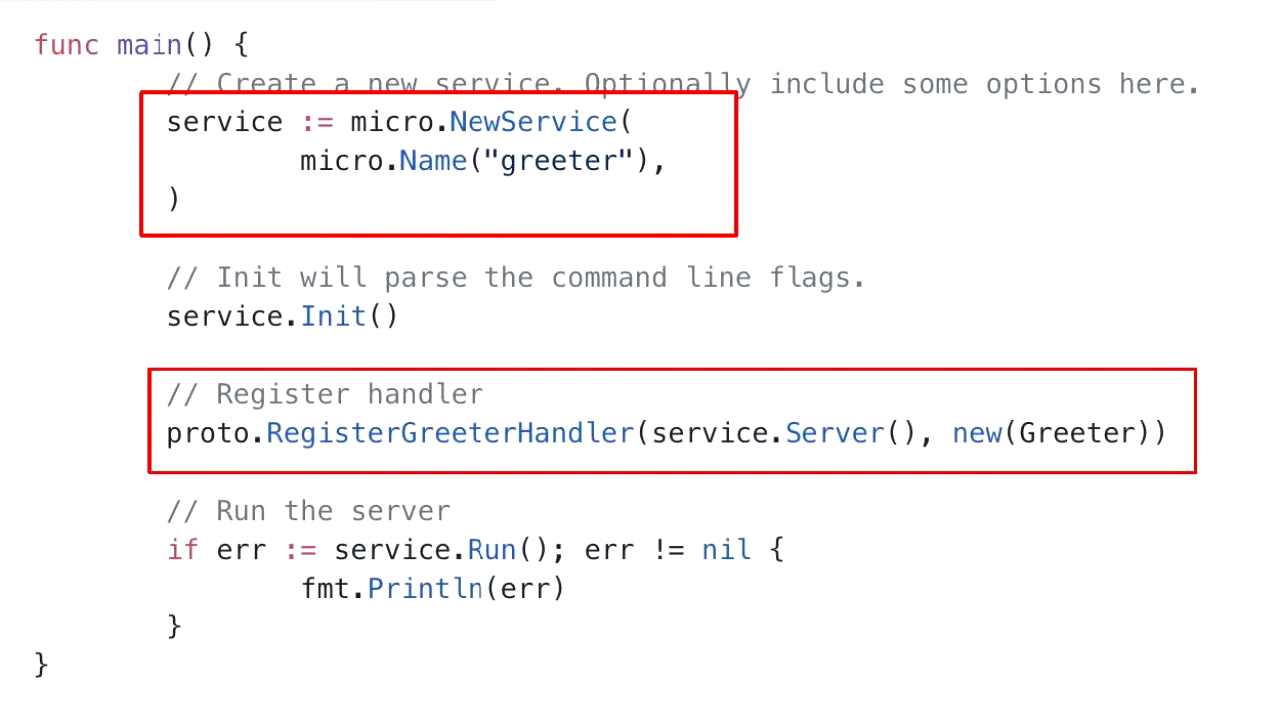 func main() {
// Create a new service. Optionally include some options here.
service := micro.NewService(
micro.Name("greeter"),
)
// Init will parse the command line flags.
service.Init()
// Register handler
proto.RegisterGreeterHandler(service.Server(), new(Greeter))
// Run the server
if err := service.Run(); err != nil {
fmt.Println(err)
}
}